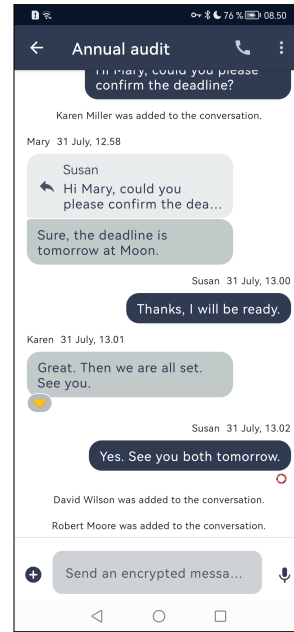 76 % 08.50
Annual audit
Hi Mary, could you please
confirm the deadline?
Karen Miller was added to the conversation.
Mary 31 July, 12.58
Susan
Hi Mary, could you
please confirm the dea...
Sure, the deadline is
tomorrow at Moon.
Susan 31 July, 13.00
Thanks, I will be ready.
Karen 31 July, 13.01
Great. Then we are all set.
See you.
Susan 31 July, 13.02
Yes. See you both tomorrow.
David Wilson was added to the conversation.
Robert Moore was added to the conversation.
Send an encrypted messa...